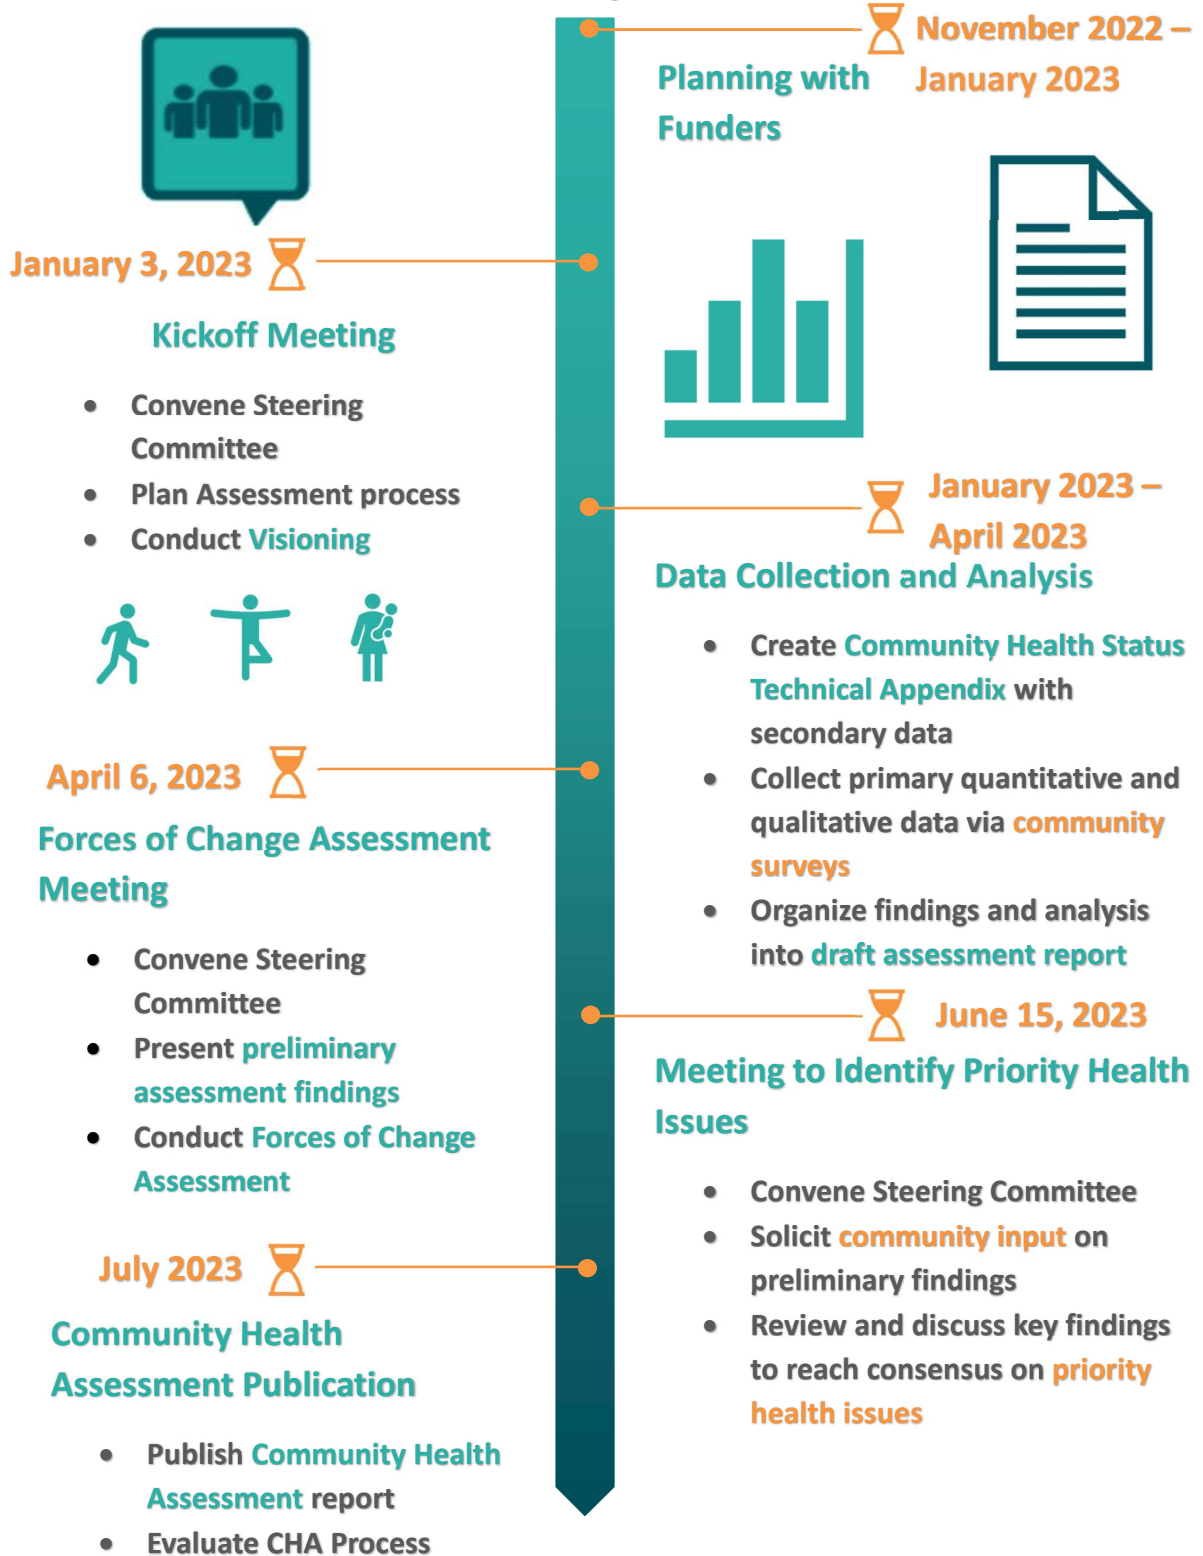 November 2022 –
January 2023
Planning with
Funders
January 3, 2023
Kickoff Meeting
• Convene Steering
Committee
• Plan Assessment process
• Conduct Visioning
January 2023 –
April 2023
Data Collection and Analysis
• Create Community Health Status
Technical Appendix with
secondary data
• Collect primary quantitative and
qualitative data via community
surveys
• Organize findings and analysis
into draft assessment report
April 6, 2023
Forces of Change Assessment
Meeting
• Convene Steering
Committee
• Present preliminary
assessment findings
• Conduct Forces of Change
Assessment
June 15, 2023
Meeting to Identify Priority Health
Issues
• Convene Steering Committee
• Solicit community input on
preliminary findings
• Review and discuss key findings
to reach consensus on priority
health issues
July 2023
Community Health
Assessment Publication
• Publish Community Health
Assessment report
• Evaluate CHA Process